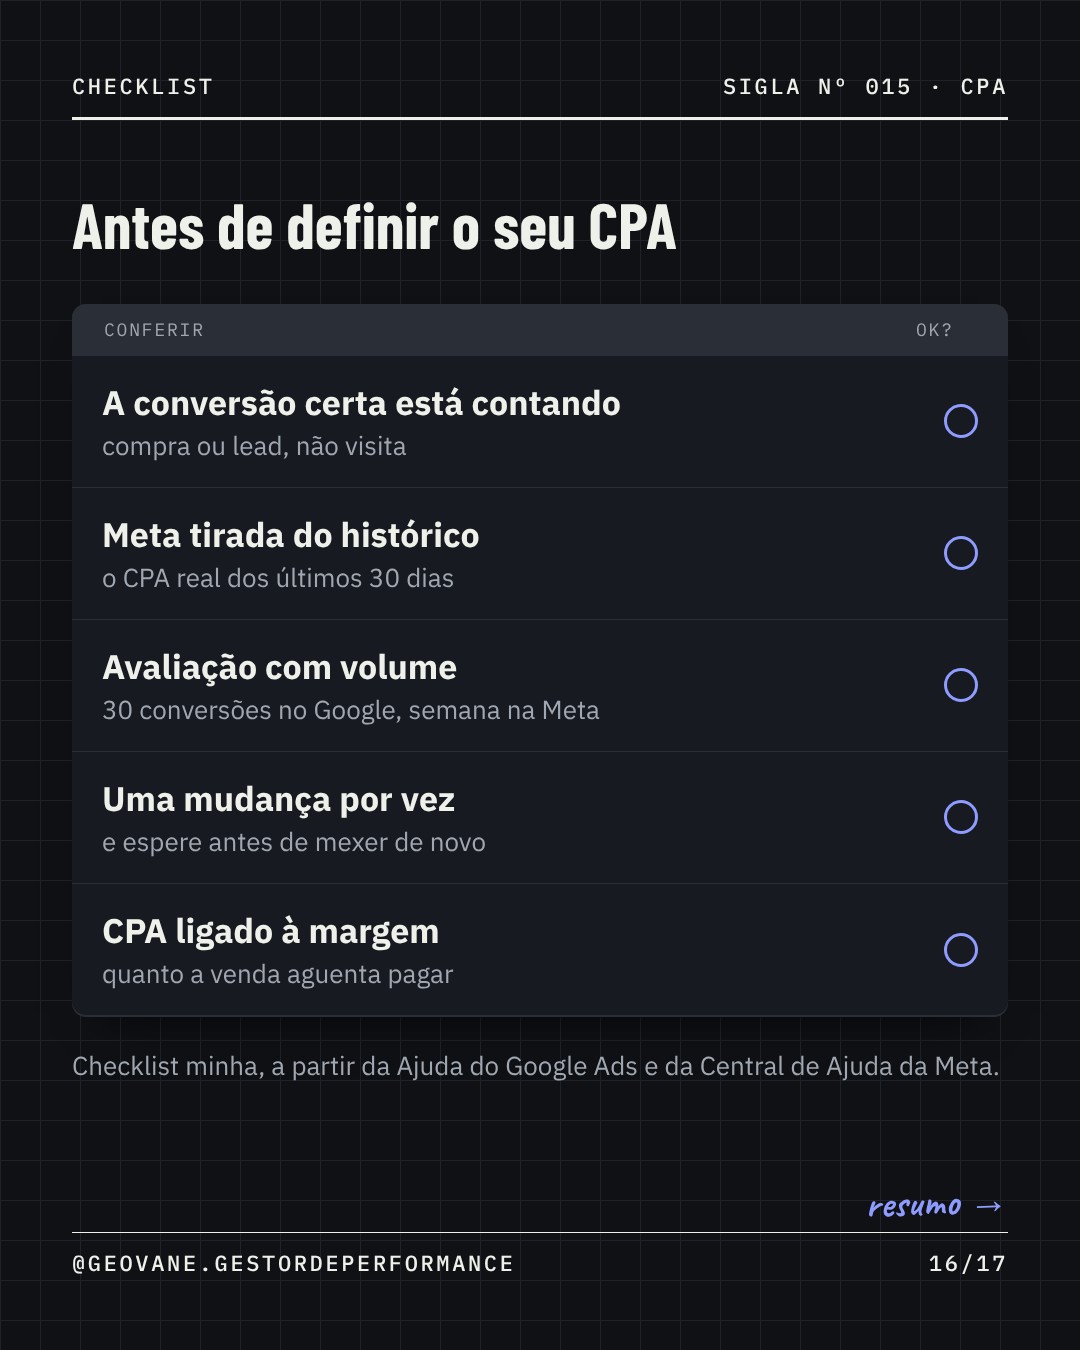 CHECKLIST
SIGLA Nº 015 · CPA
Antes de definir o seu CPA
CONFERIR
OK?
A conversão certa está contando
compra ou lead, não visita
Meta tirada do histórico
o CPA real dos últimos 30 dias
Avaliação com volume
30 conversões no Google, semana na Meta
Uma mudança por vez
e espere antes de mexer de novo
CPA ligado à margem
quanto a venda aguenta pagar
Checklist minha, a partir da Ajuda do Google Ads e da Central de Ajuda da Meta.
resumo →
@GEOVANE.GESTORDEPERFORMANCE
16/17